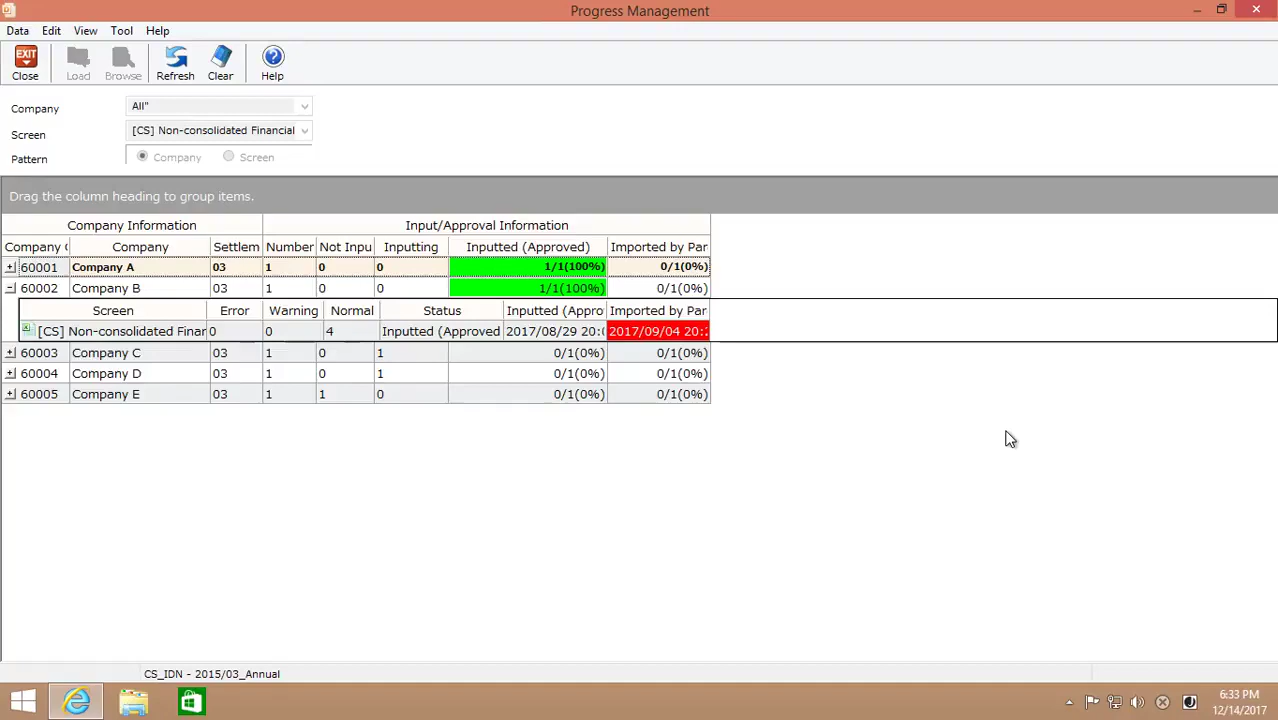 Progress Management
Data Edit View Tool Help
EXIT
Close Load Browse Refresh Clear Help
Company All"
Screen [CS] Non-consolidated Financial
Pattern Company Screen
Drag the column heading to group items.
Company Information Input/Approval Information
Company Company Settlem Number Not Inpu Inputting Inputted (Approved) Imported by Par
60001 Company A 03 1 0 0 1/1(100%) 0/1(0%)
60002 Company B 03 1 0 0 1/1(100%) 0/1(0%)
Screen Error Warning Normal Status Inputted (Appro Imported by Par
[CS] Non-consolidated Finar 0 0 4 Inputted (Approved 2017/08/29 20: 2017/09/04 20:
60003 Company C 03 1 0 1 0/1(0%) 0/1(0%)
60004 Company D 03 1 0 1 0/1(0%) 0/1(0%)
60005 Company E 03 1 1 0 0/1(0%) 0/1(0%)
CS_IDN - 2015/03_Annual
6:33 PM
12/14/2017